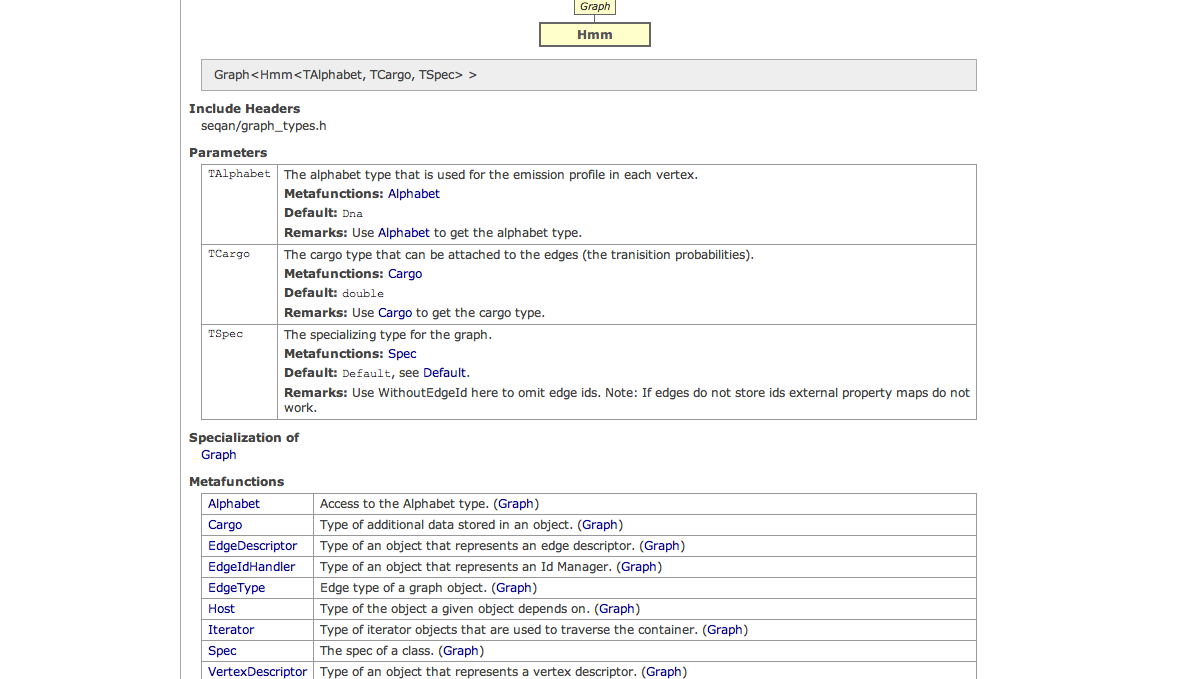 Graph
Hmm
Graph<Hmm<TAlphabet, TCargo, TSpec> >
Include Headers
seqan/graph_types.h
Parameters
TAlphabet The alphabet type that is used for the emission profile in each vertex.
Metafunctions: Alphabet
Default: Dna
Remarks: Use Alphabet to get the alphabet type.
TCargo The cargo type that can be attached to the edges (the tranisition probabilities).
Metafunctions: Cargo
Default: double
Remarks: Use Cargo to get the cargo type.
TSpec The specializing type for the graph.
Metafunctions: Spec
Default: Default, see Default.
Remarks: Use WithoutEdgeId here to omit edge ids. Note: If edges do not store ids external property maps do not
work.
Specialization of
Graph
Metafunctions
Alphabet Access to the Alphabet type. (Graph)
Cargo Type of additional data stored in an object. (Graph)
EdgeDescriptor Type of an object that represents an edge descriptor. (Graph)
EdgeIdHandler Type of an object that represents an Id Manager. (Graph)
EdgeType Edge type of a graph object. (Graph)
Host Type of the object a given object depends on. (Graph)
Iterator Type of iterator objects that are used to traverse the container. (Graph)
Spec The spec of a class. (Graph)
VertexDescriptor Type of an object that represents a vertex descriptor. (Graph)